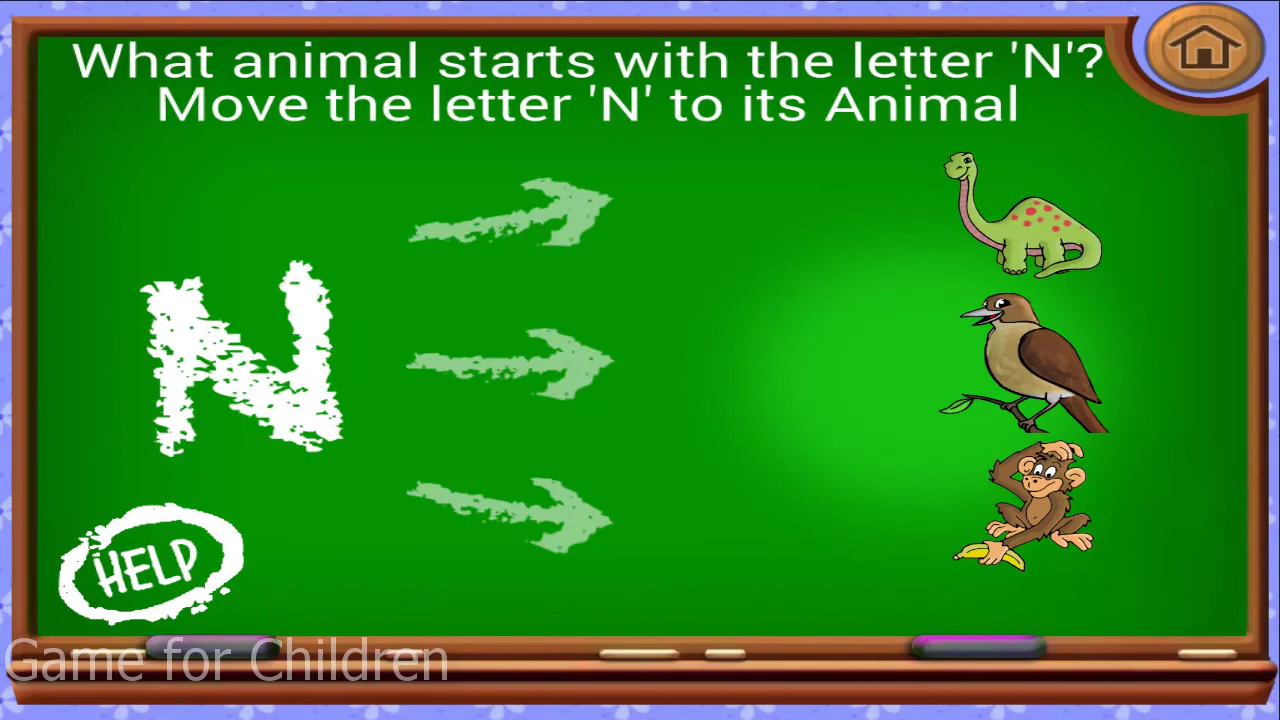 What animal starts with the letter 'N'?
Move the letter 'N' to its Animal
N
HELP
Game for Children